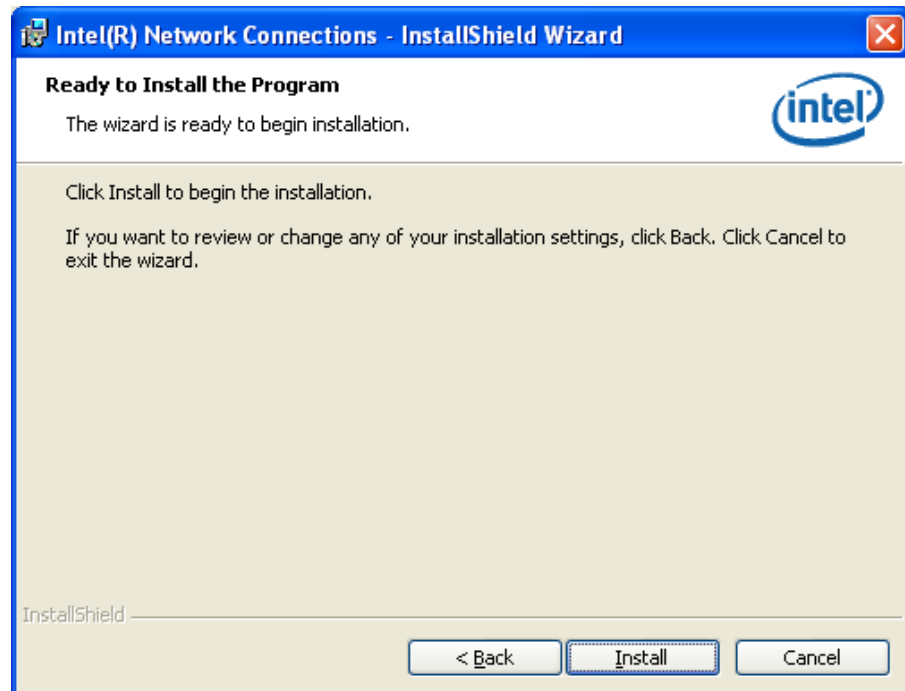 Intel(R) Network Connections - InstallShield Wizard
Ready to Install the Program
The wizard is ready to begin installation.
intel
Click Install to begin the installation.
If you want to review or change any of your installation settings, click Back. Click Cancel to
exit the wizard.
InstallShield
< Back
Install
Cancel